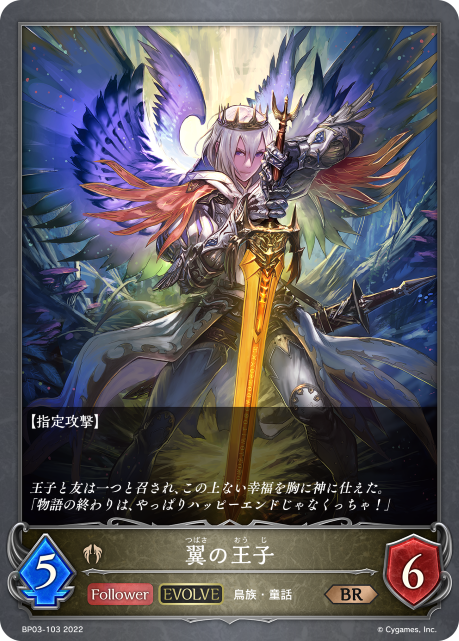 【指定攻撃】
王子と友は一つと召され、この上ない幸福を胸に神に仕えた。
「物語の終わりは、やっぱりハッピーエンドじゃなくっちゃ！」
つばさ おうじ
翼の王子
5
Follower EVOLVE 鳥族・童話 BR
6
BP03-103 2022 © Cygames, Inc.